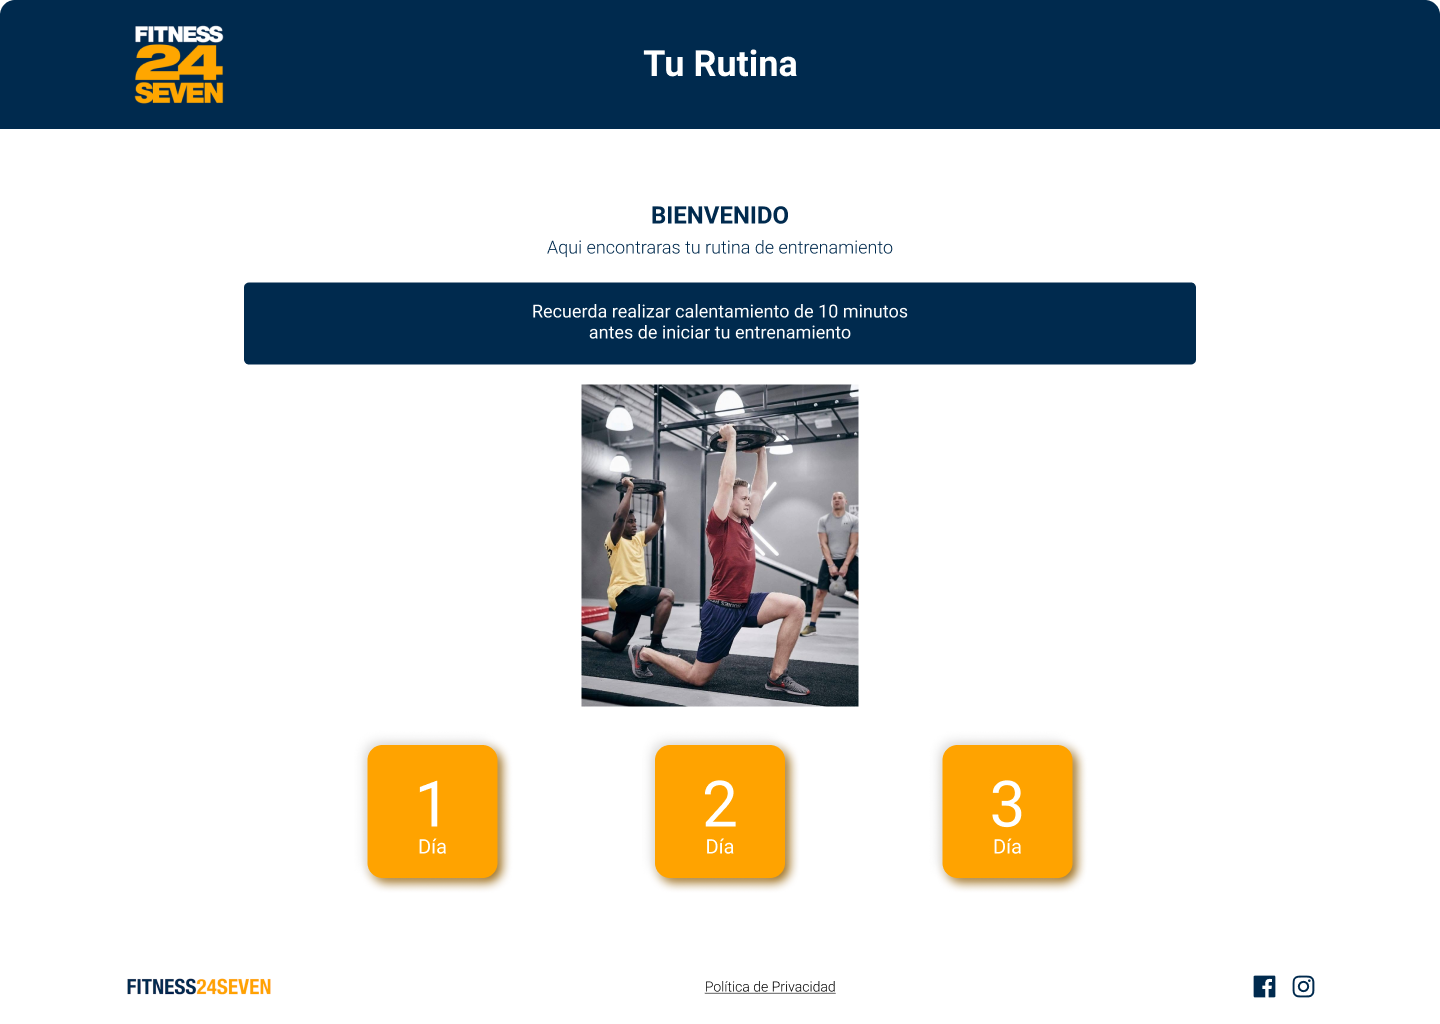 FITNESS
24
SEVEN
Tu Rutina
BIENVENIDO
Aqui encontraras tu rutina de entrenamiento
Recuerda realizar calentamiento de 10 minutos
antes de iniciar tu entrenamiento
1
Día
2
Día
3
Día
FITNESS24SEVEN
Política de Privacidad